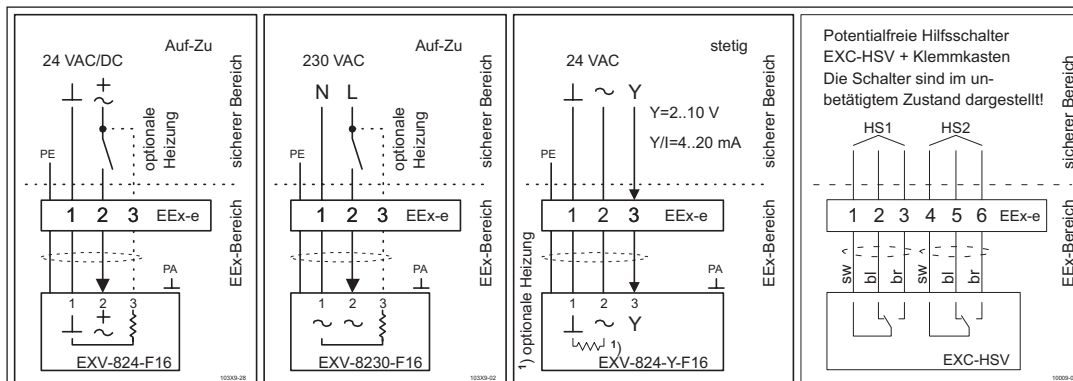 Auf-Zu
24 VAC/DC
⊥ + ~
optionale Heizung
sicherer Bereich
PE
1 2 3 EEx-e
EEx-Bereich
PA
1 2 3
⊥ + ~
EXV-824-F16
103X9-28
Auf-Zu
230 VAC
N L
optionale Heizung
sicherer Bereich
PE
1 2 3 EEx-e
EEx-Bereich
PA
1 2 3
~ ~
EXV-8230-F16
103X9-02
stetig
24 VAC
⊥ ~ Y
Y=2..10 V
Y/I=4..20 mA
sicherer Bereich
PE
1 2 3 EEx-e
EEx-Bereich
PA
1) optionale Heizung
1 2 3
⊥ ~ Y
1)
EXV-824-Y-F16
Potentialfreie Hilfsschalter
EXC-HSV + Klemmkasten
Die Schalter sind im un-
betätigtem Zustand dargestellt!
sicherer Bereich
HS1 HS2
1 2 3 4 5 6 EEx-e
EEx-Bereich
sw bl br sw bl br
EXC-HSV